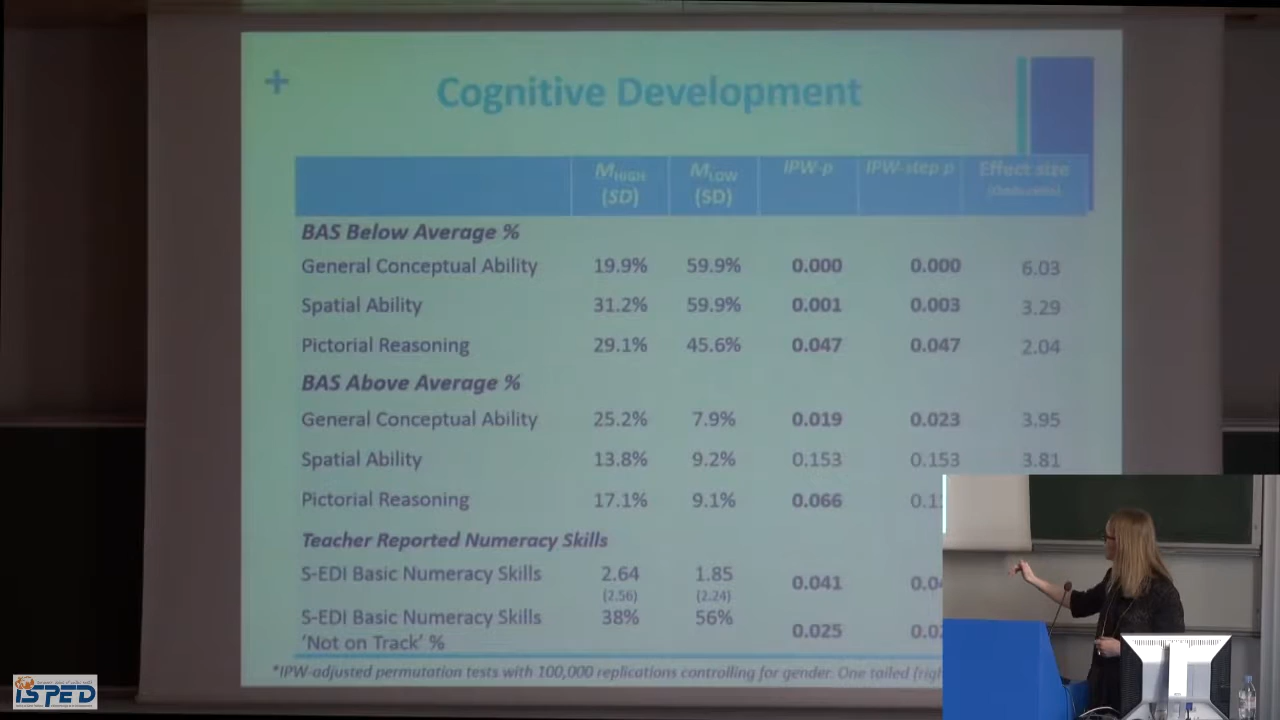 +
Cognitive Development
M HIGH (SD) M LOW (SD) IPW-p IPW-step p Effect size
BAS Below Average %
General Conceptual Ability 19.9% 59.9% 0.000 0.000 6.03
Spatial Ability 31.2% 59.9% 0.001 0.003 3.29
Pictorial Reasoning 29.1% 45.6% 0.047 0.047 2.04
BAS Above Average %
General Conceptual Ability 25.2% 7.9% 0.019 0.023 3.95
Spatial Ability 13.8% 9.2% 0.153 0.153 3.81
Pictorial Reasoning 17.1% 9.1% 0.066
Teacher Reported Numeracy Skills
S-EDI Basic Numeracy Skills 2.64 1.85 0.041
(2.56) (2.24)
S-EDI Basic Numeracy Skills 38% 56% 0.025
'Not on Track' %
*IPW-adjusted permutation tests with 100,000 replications controlling for gender. One tailed
ISPED